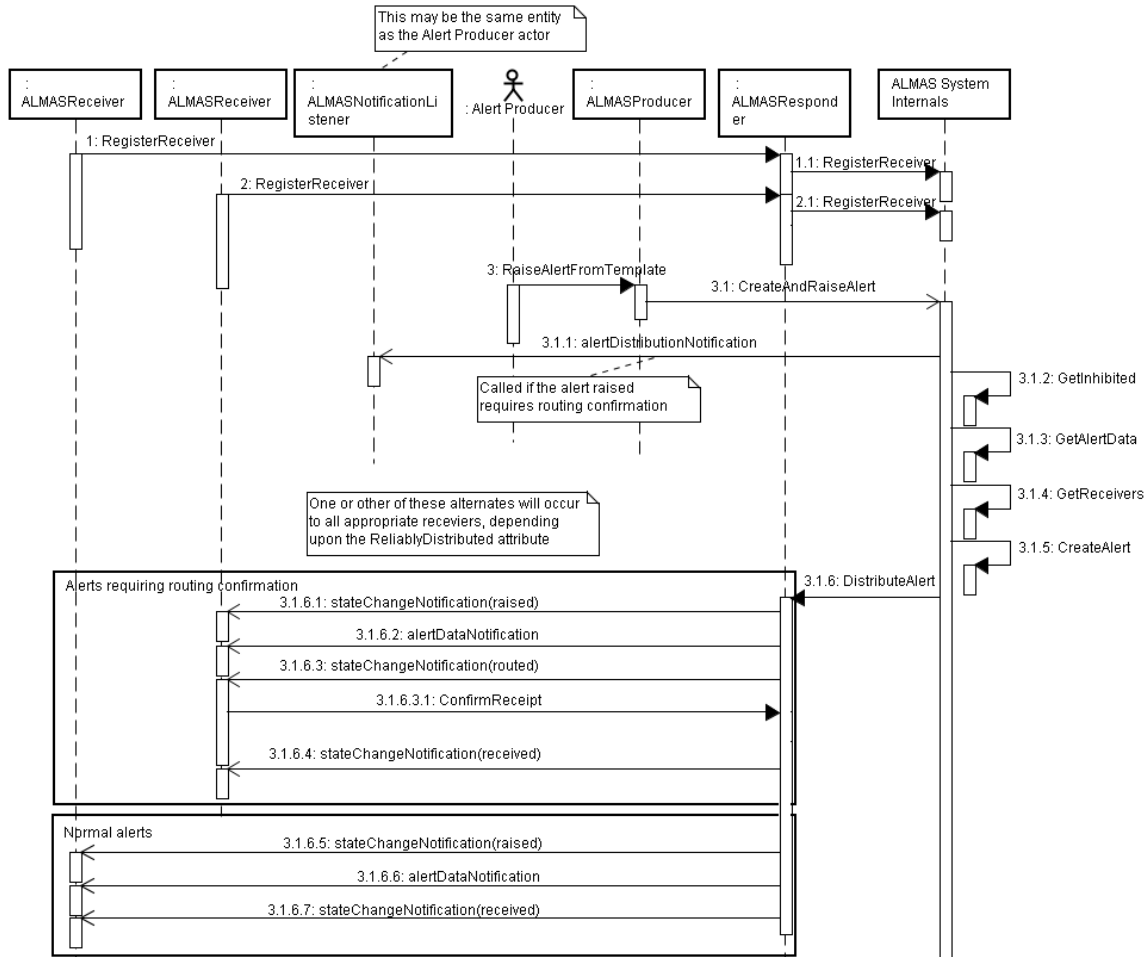 This may be the same entity
as the Alert Producer actor
:
ALMASReceiver
:
ALMASReceiver
:
ALMASNotificationLi
stener
: Alert Producer
:
ALMASProducer
:
ALMASRespond
er
ALMAS System
Internals
1: RegisterReceiver
1.1: RegisterReceiver
2: RegisterReceiver
2.1: RegisterReceiver
3: RaiseAlertFromTemplate
3.1: CreateAndRaiseAlert
3.1.1: alertDistributionNotification
Called if the alert raised
requires routing confirmation
3.1.2: GetInhibited
3.1.3: GetAlertData
3.1.4: GetReceivers
3.1.5: CreateAlert
One or other of these alternates will occur
to all appropriate receviers, depending
upon the ReliablyDistributed attribute
3.1.6: DistributeAlert
Alerts requiring routing confirmation
3.1.6.1: stateChangeNotification(raised)
3.1.6.2: alertDataNotification
3.1.6.3: stateChangeNotification(routed)
3.1.6.3.1: ConfirmReceipt
3.1.6.4: stateChangeNotification(received)
Normal alerts
3.1.6.5: stateChangeNotification(raised)
3.1.6.6: alertDataNotification
3.1.6.7: stateChangeNotification(received)